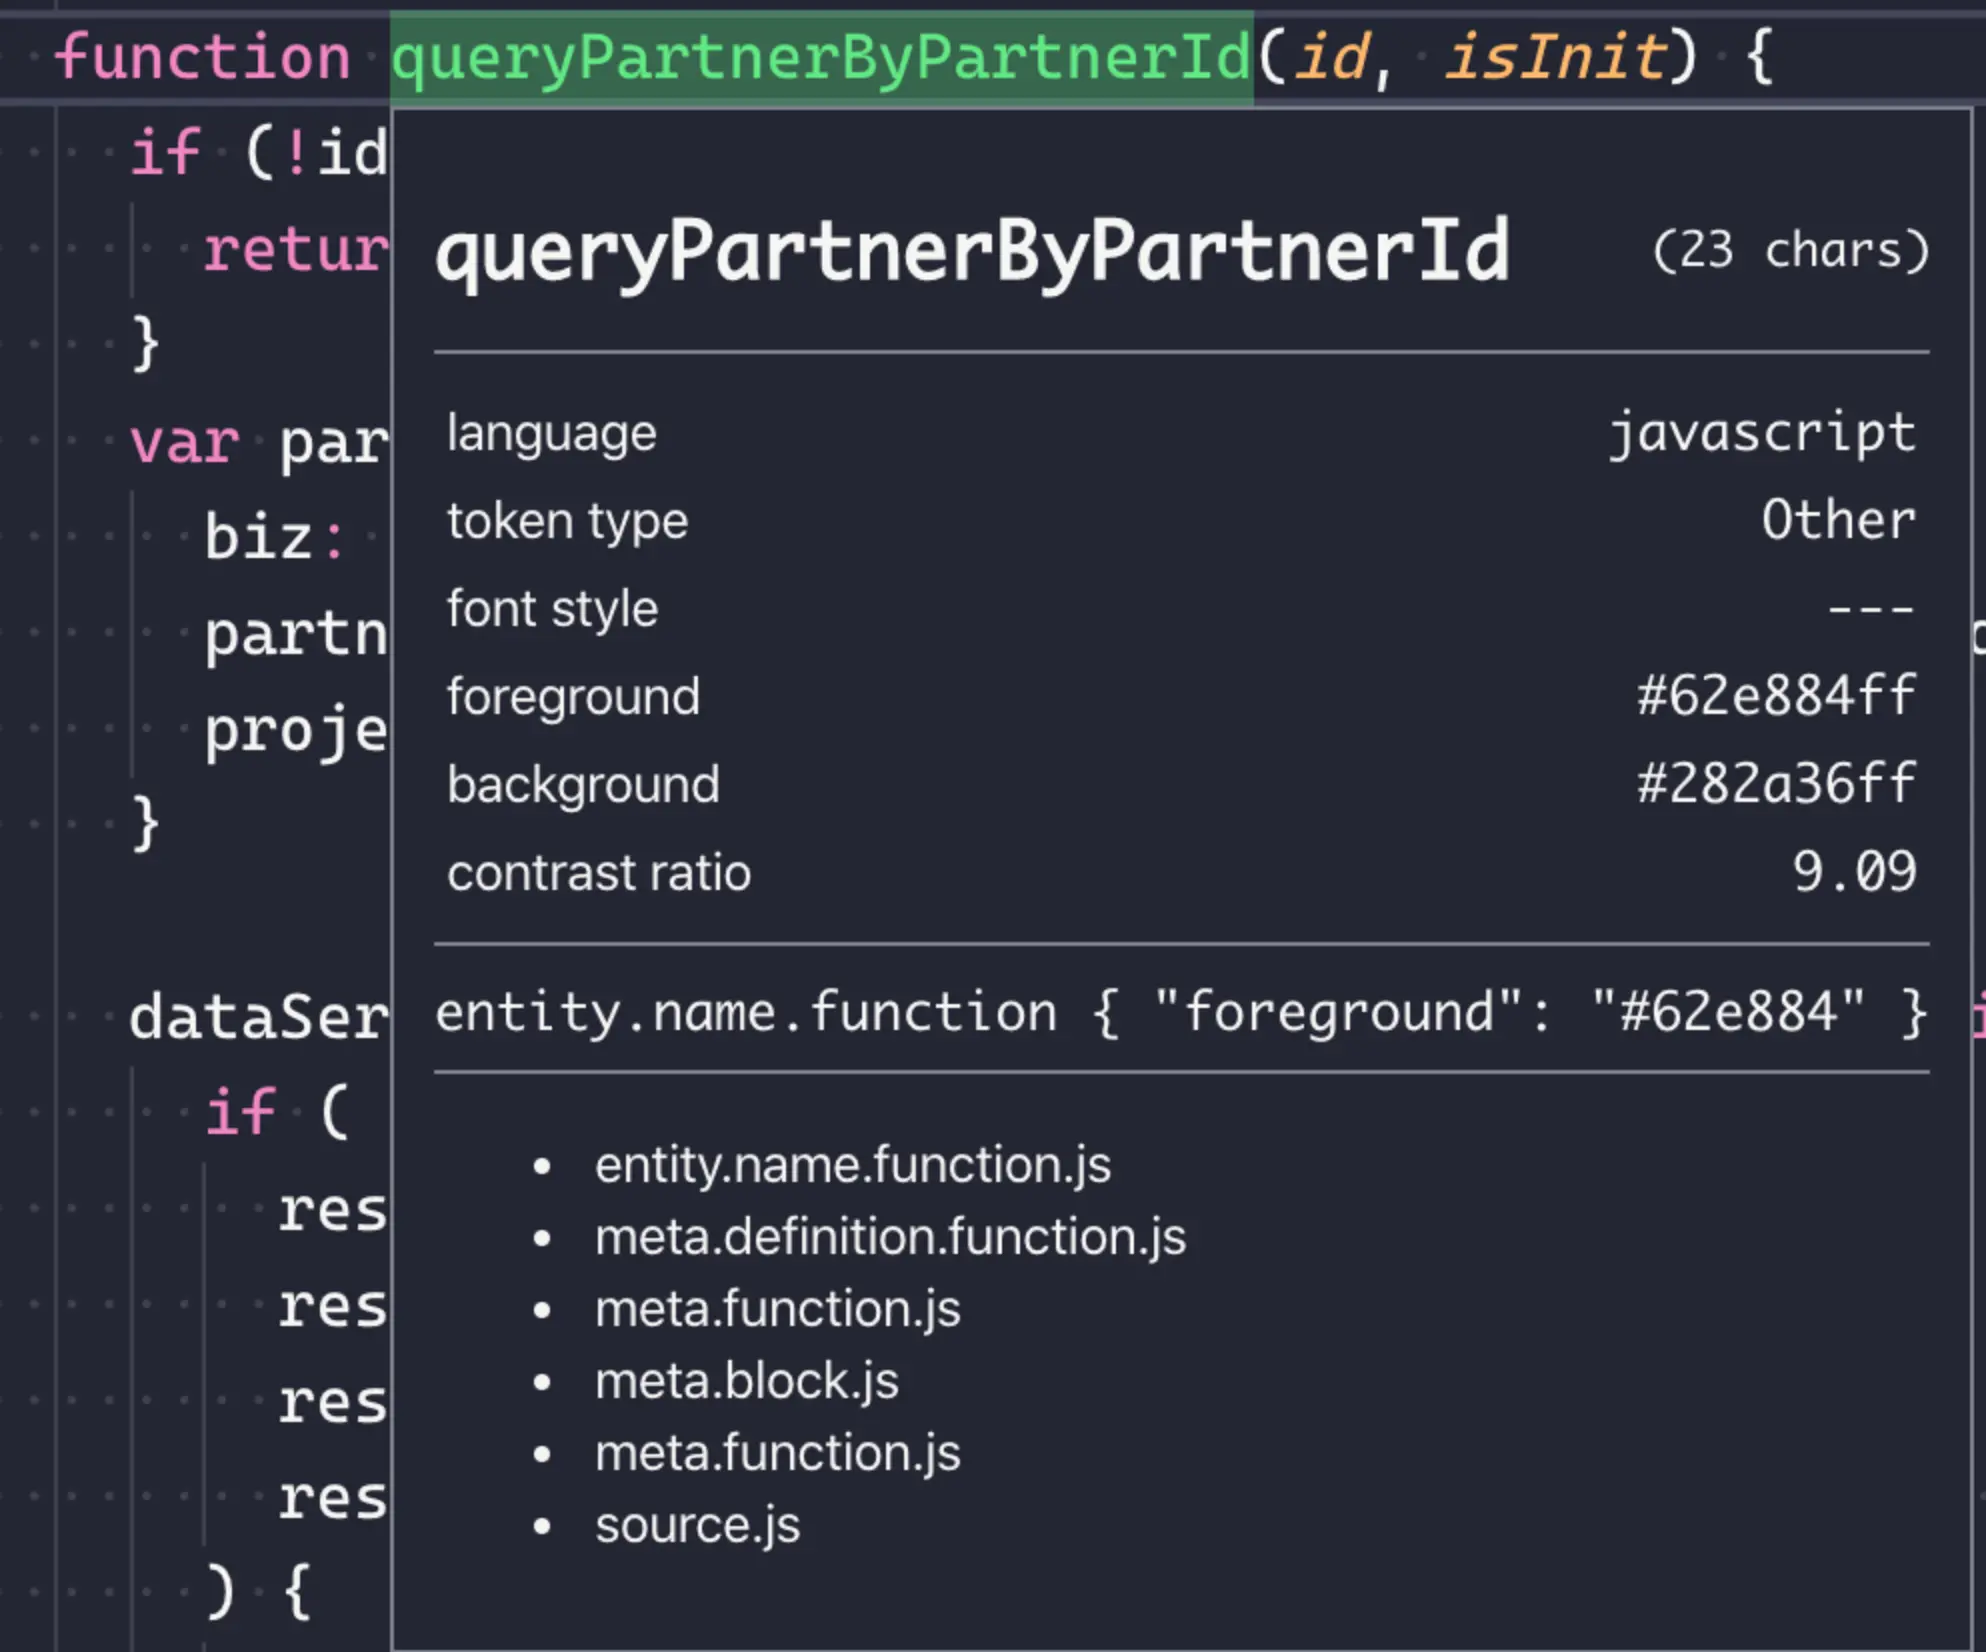 function queryPartnerByPartnerId(id, isInit) {
if (!id
retur
}
var par
biz:
partn
proje
}
dataSer
if (
res
res
res
res
) {
queryPartnerByPartnerId (23 chars)
language javascript
token type Other
font style ---
foreground #62e884ff
background #282a36ff
contrast ratio 9.09
entity.name.function { "foreground": "#62e884" }
• entity.name.function.js
• meta.definition.function.js
• meta.function.js
• meta.block.js
• meta.function.js
• source.js